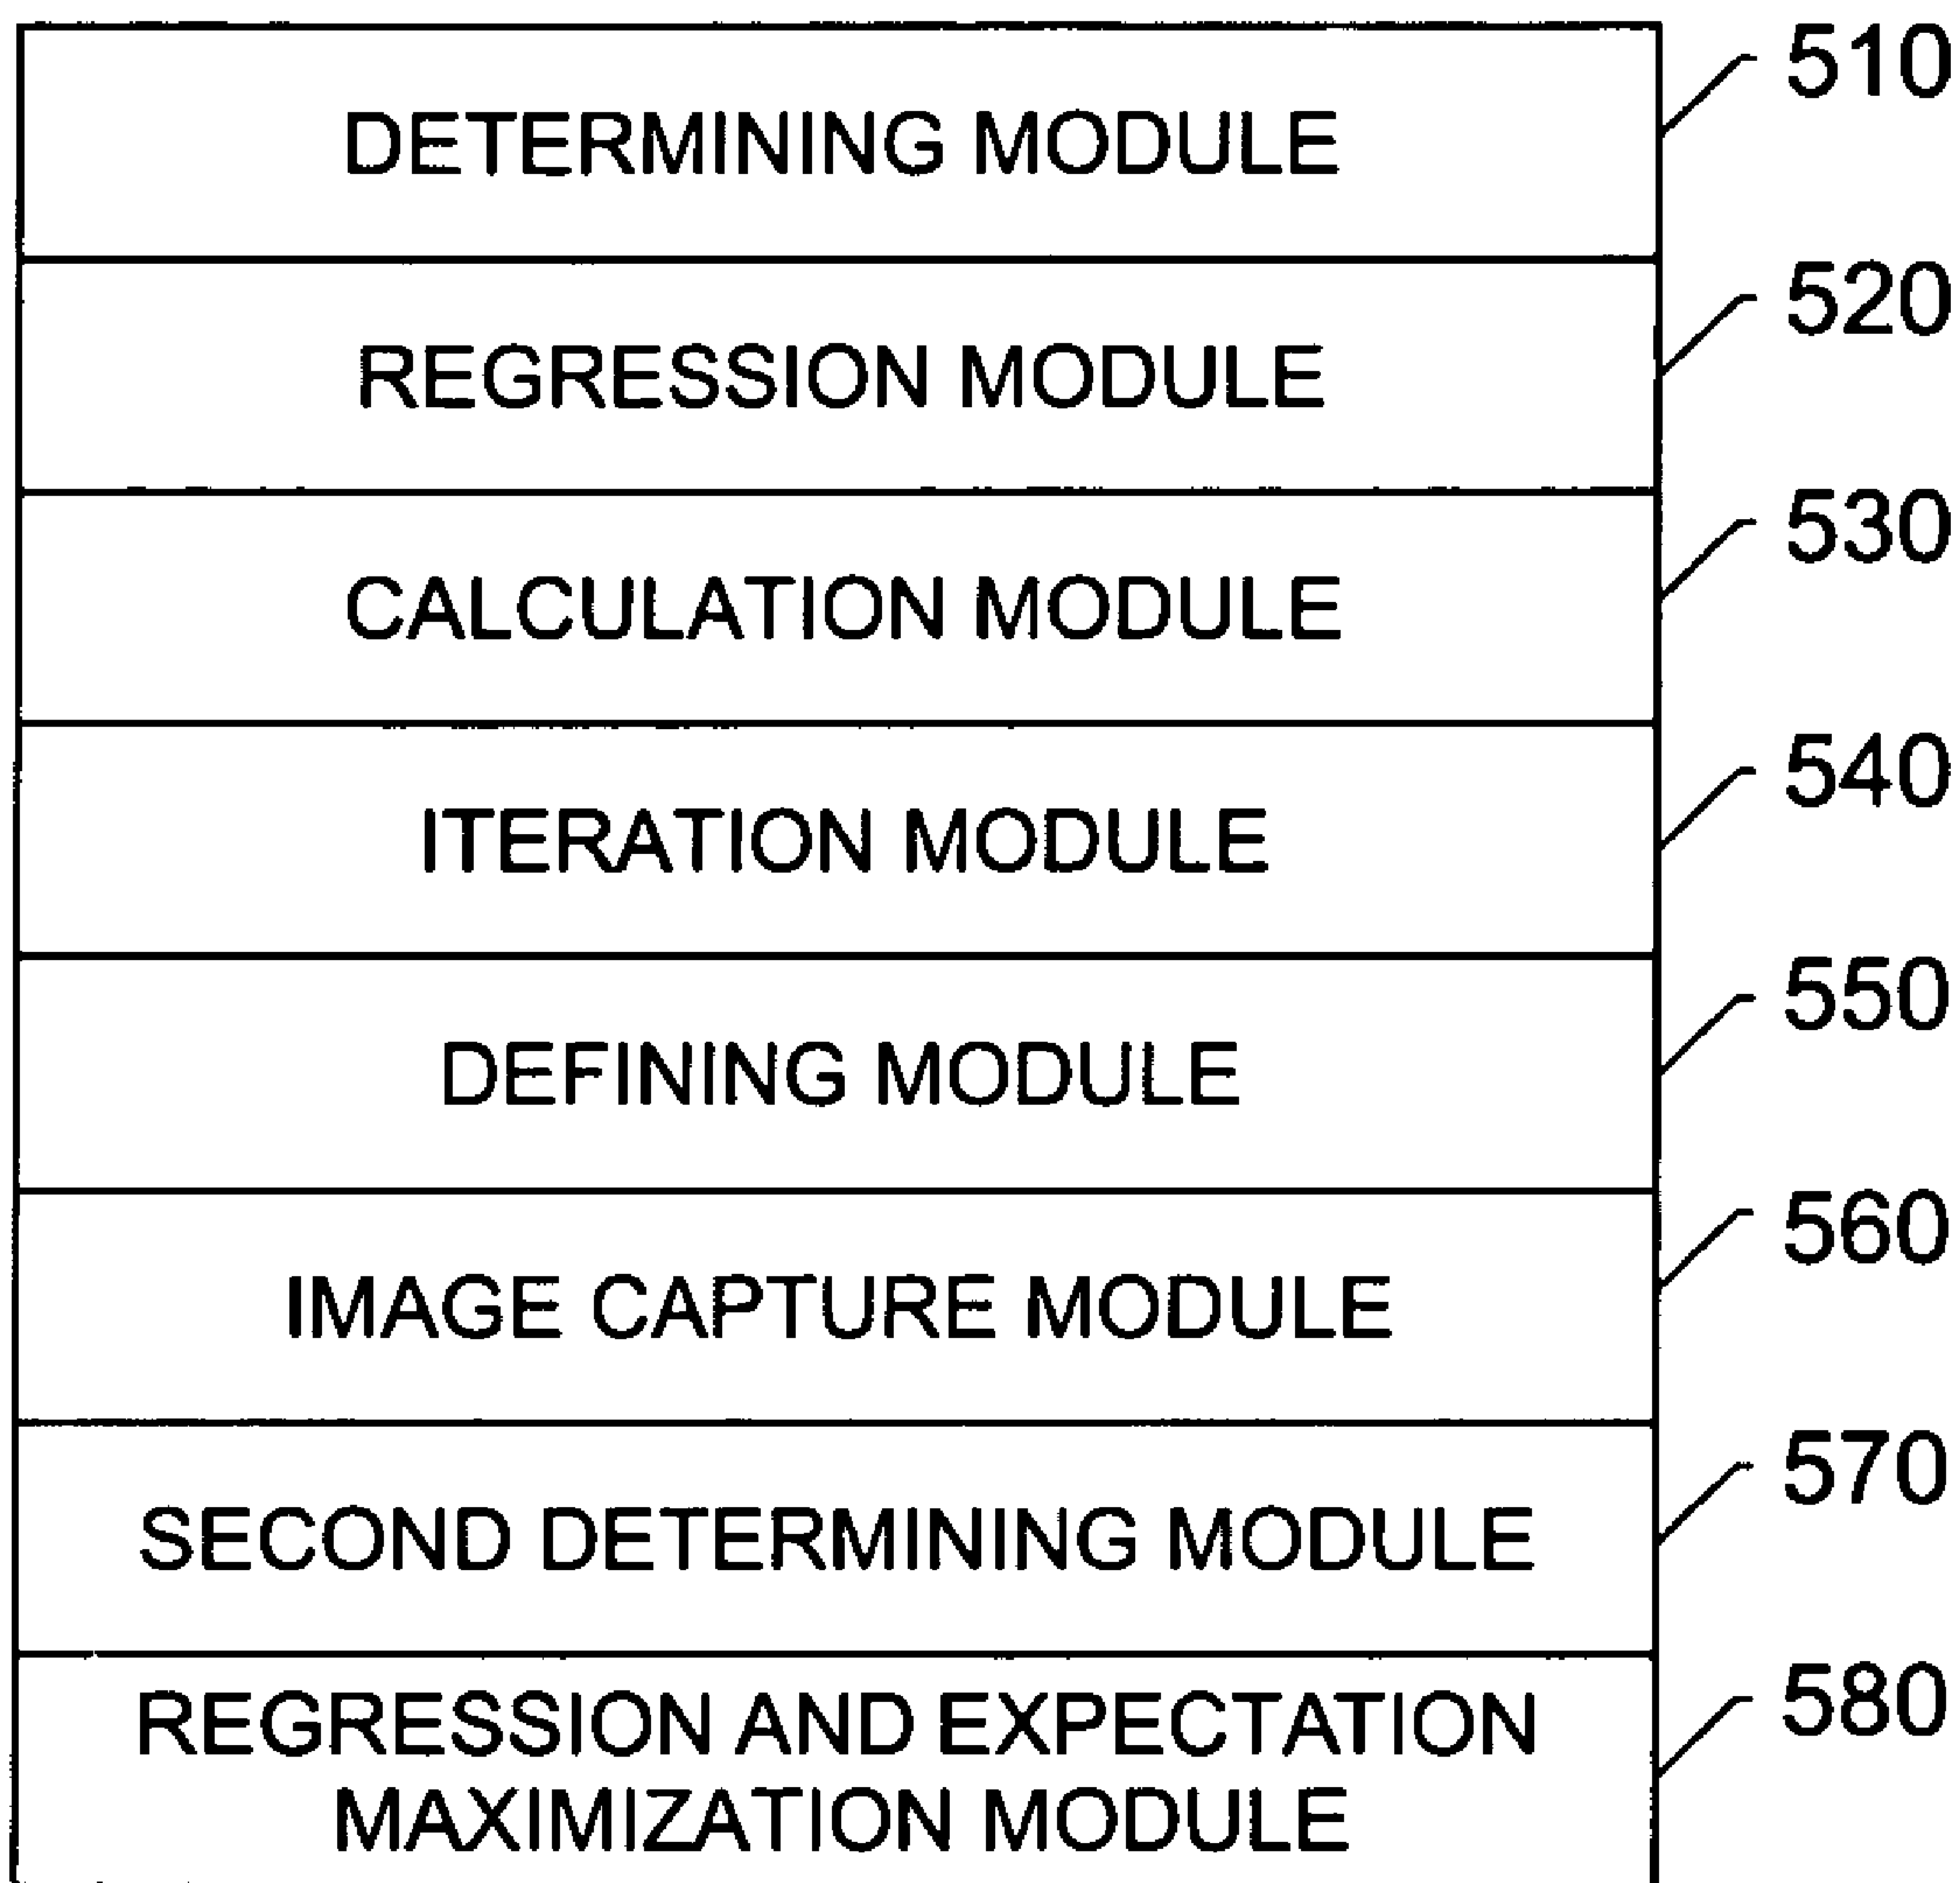 DETERMINING MODULE 510
REGRESSION MODULE 520
CALCULATION MODULE 530
ITERATION MODULE 540
DEFINING MODULE 550
IMAGE CAPTURE MODULE 560
SECOND DETERMINING MODULE 570
REGRESSION AND EXPECTATION 580
MAXIMIZATION MODULE